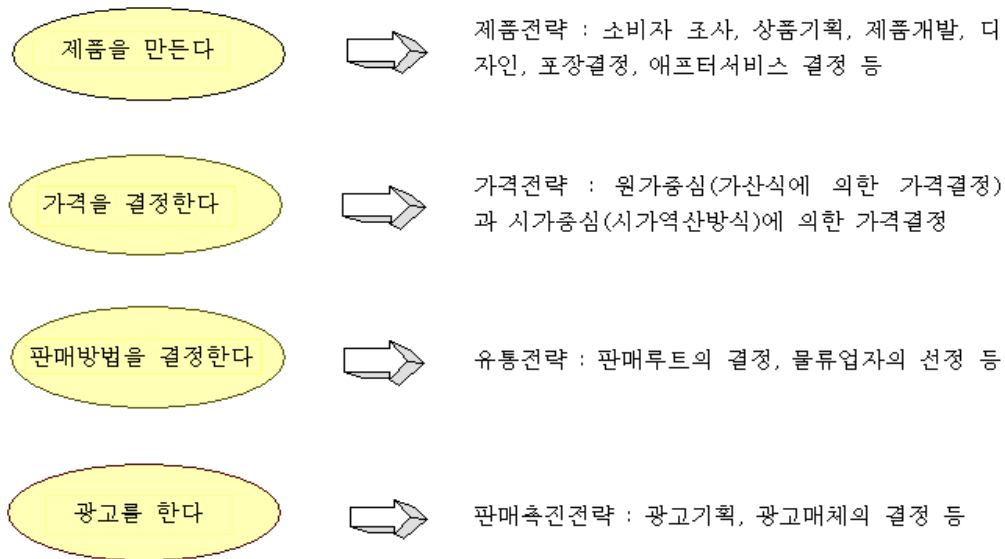 제품을 만든다
제품전략 : 소비자 조사, 상품기획, 제품개발, 디
자인, 포장결정, 애프터서비스 결정 등
가격을 결정한다
가격전략 : 원가중심(가산식에 의한 가격결정)
과 시가중심(시가역산방식)에 의한 가격결정
판매방법을 결정한다
유통전략 : 판매루트의 결정, 물류업자의 선정 등
광고를 한다
판매촉진전략 : 광고기획, 광고매체의 결정 등